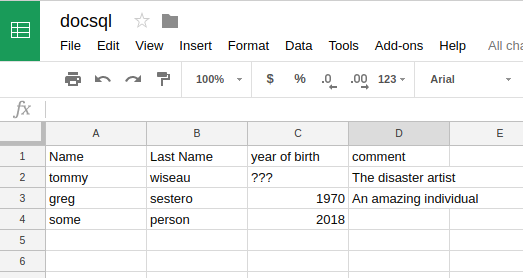 docsql
File Edit View Insert Format Data Tools Add-ons Help All cha
100% $ % .0 .00 123 Arial
fx
A B C D E
1 Name Last Name year of birth comment
2 tommy wiseau ??? The disaster artist
3 greg sestero 1970 An amazing individual
4 some person 2018
5
6